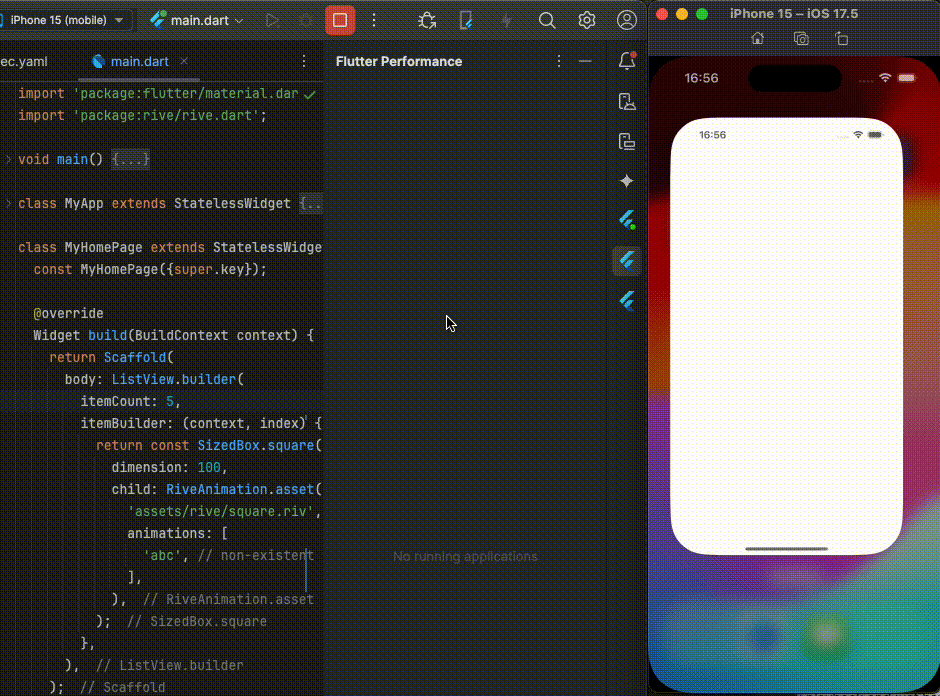 iPhone 15 (mobile)
main.dart
iPhone 15 – iOS 17.5
ec.yaml
main.dart
Flutter Performance
16:56
16:56
import 'package:flutter/material.dar
import 'package:rive/rive.dart';
void main() {...}
class MyApp extends StatelessWidget {..
class MyHomePage extends StatelessWidge
const MyHomePage({super.key});
@override
Widget build(BuildContext context) {
return Scaffold(
body: ListView.builder(
itemCount: 5,
itemBuilder: (context, index) {
return const SizedBox.square(
dimension: 100,
child: RiveAnimation.asset(
'assets/rive/square.riv',
animations: [
'abc', // non-existent
],
), // RiveAnimation.asset
); // SizedBox.square
},
), // ListView.builder
); // Scaffold
No running applications